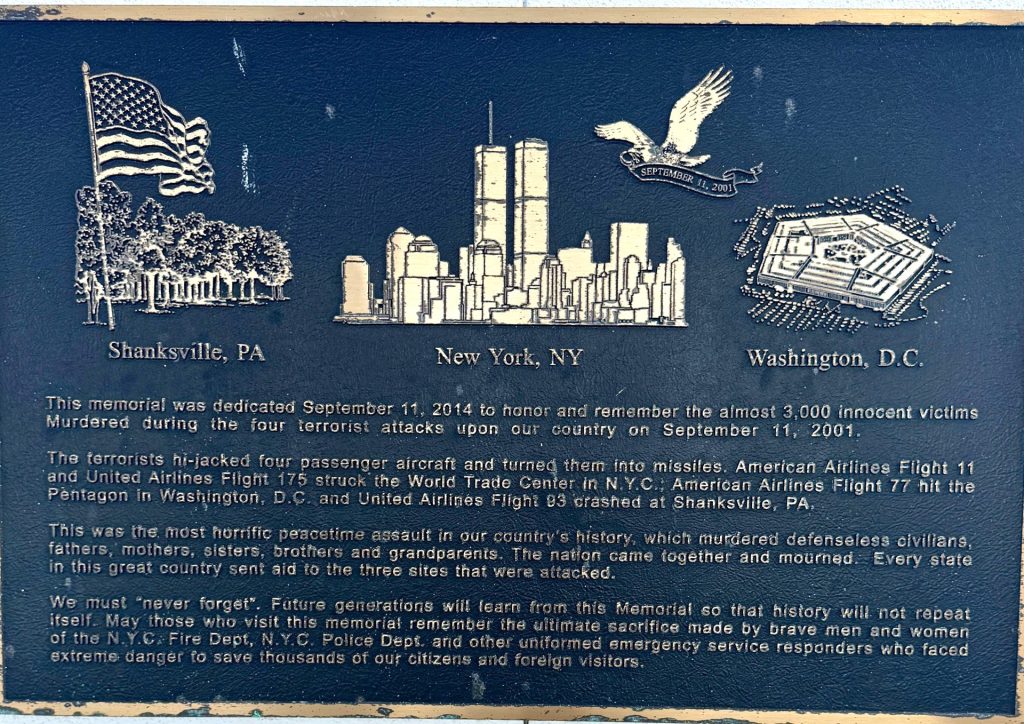 SEPTEMBER 11, 2001
Shanksville, PA
New York, NY
Washington, D.C.
This memorial was dedicated September 11, 2014 to honor and remember the almost 3,000 innocent victims
Murdered during the four terrorist attacks upon our country on September 11, 2001.
The terrorists hi-jacked four passenger aircraft and turned them into missiles. American Airlines Flight 11
and United Airlines Flight 175 struck the World Trade Center in N.Y.C.; American Airlines Flight 77 hit the
Pentagon in Washington, D.C. and United Airlines Flight 93 crashed at Shanksville, PA.
This was the most horrific peacetime assault in our country's history, which murdered defenseless civilians,
fathers, mothers, sisters, brothers and grandparents. The nation came together and mourned. Every state
in this great country sent aid to the three sites that were attacked.
We must "never forget". Future generations will learn from this Memorial so that history will not repeat
itself. May those who visit this memorial remember the ultimate sacrifice made by brave men and women
of the N.Y.C. Fire Dept, N.Y.C. Police Dept. and other uniformed emergency service responders who faced
extreme danger to save thousands of our citizens and foreign visitors.